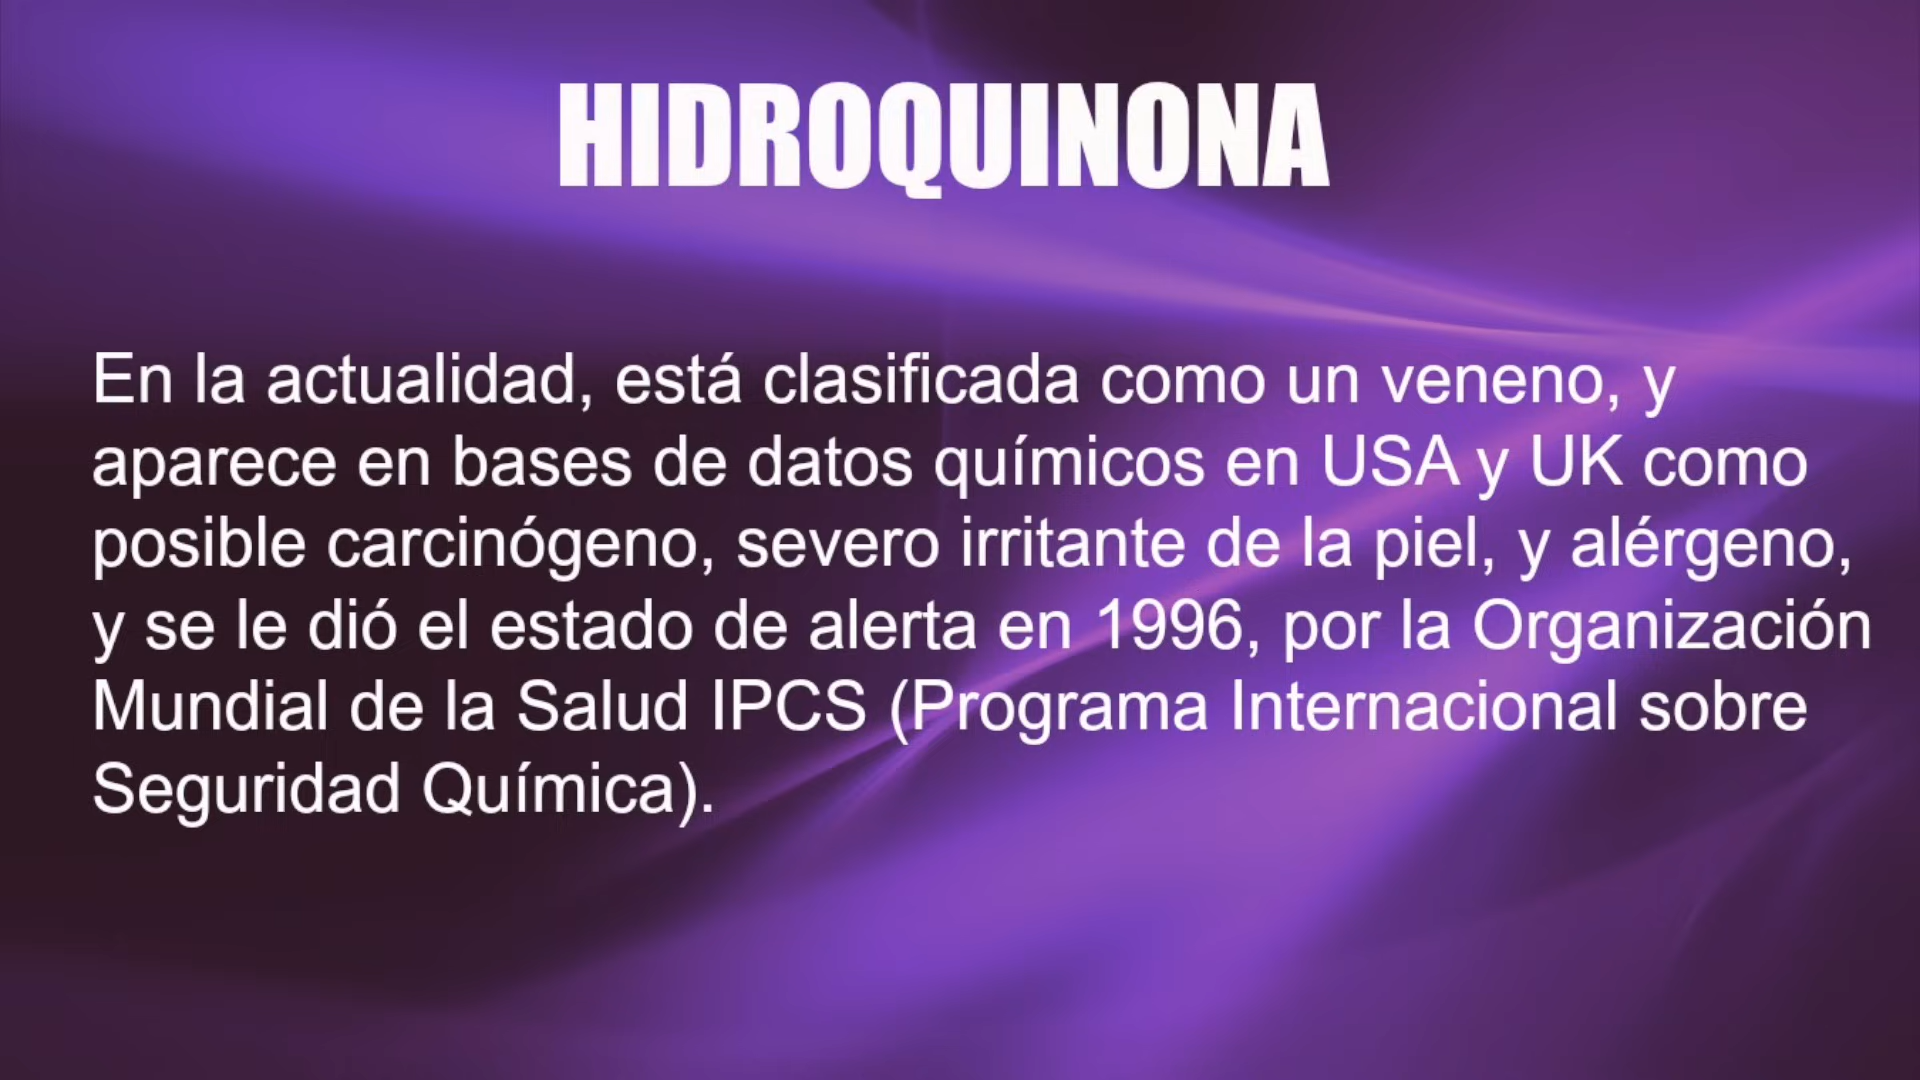 HIDROQUINONA
En la actualidad, está clasificada como un veneno, y
aparece en bases de datos químicos en USA y UK como
posible carcinógeno, severo irritante de la piel, y alérgeno,
y se le dió el estado de alerta en 1996, por la Organización
Mundial de la Salud IPCS (Programa Internacional sobre
Seguridad Química).